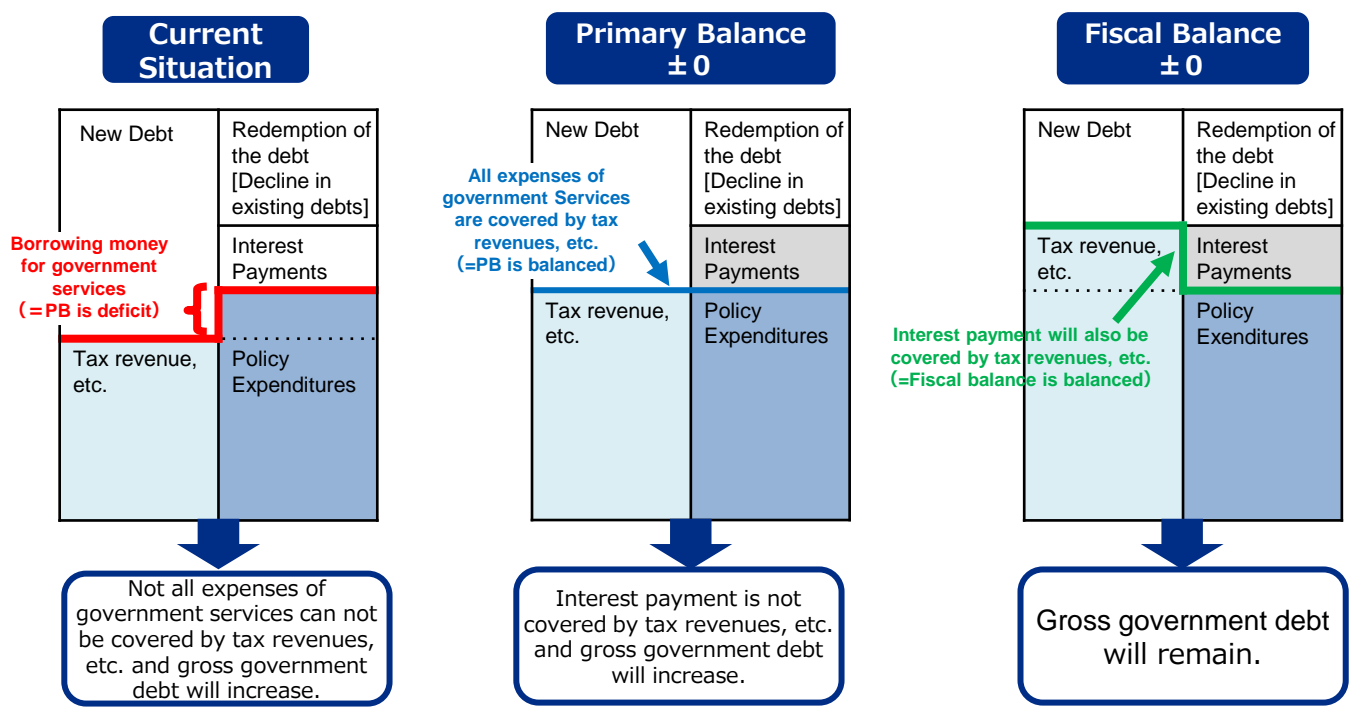 Current
Situation
New Debt
Redemption of
the debt
[Decline in
existing debts]
Borrowing money
for government
services
（＝PB is deficit）
Interest
Payments
Tax revenue,
etc.
Policy
Expenditures
Not all expenses of
government services can not
be covered by tax revenues,
etc. and gross government
debt will increase.
Primary Balance
±0
New Debt
Redemption of
the debt
[Decline in
existing debts]
All expenses of
government Services
are covered by tax
revenues, etc.
（=PB is balanced）
Interest
Payments
Tax revenue,
etc.
Policy
Expenditures
Interest payment is not
covered by tax revenues, etc.
and gross government debt
will increase.
Fiscal Balance
±0
New Debt
Redemption of
the debt
[Decline in
existing debts]
Tax revenue,
etc.
Interest
Payments
Policy
Exenditures
Interest payment will also be
covered by tax revenues, etc.
（=Fiscal balance is balanced）
Gross government debt
will remain.